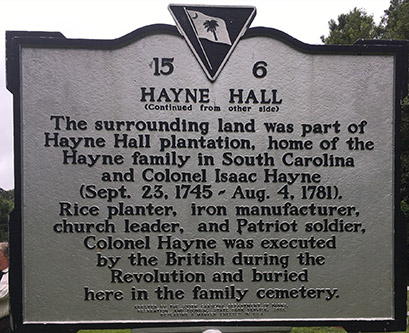 15 6
HAYNE HALL
(Continued from other side)
The surrounding land was part of
Hayne Hall plantation, home of the
Hayne family in South Carolina
and Colonel Isaac Hayne
(Sept. 23, 1745 - Aug. 4, 1781).
Rice planter, iron manufacturer,
church leader, and Patriot soldier,
Colonel Hayne was executed
by the British during the
Revolution and buried
here in the family cemetery.